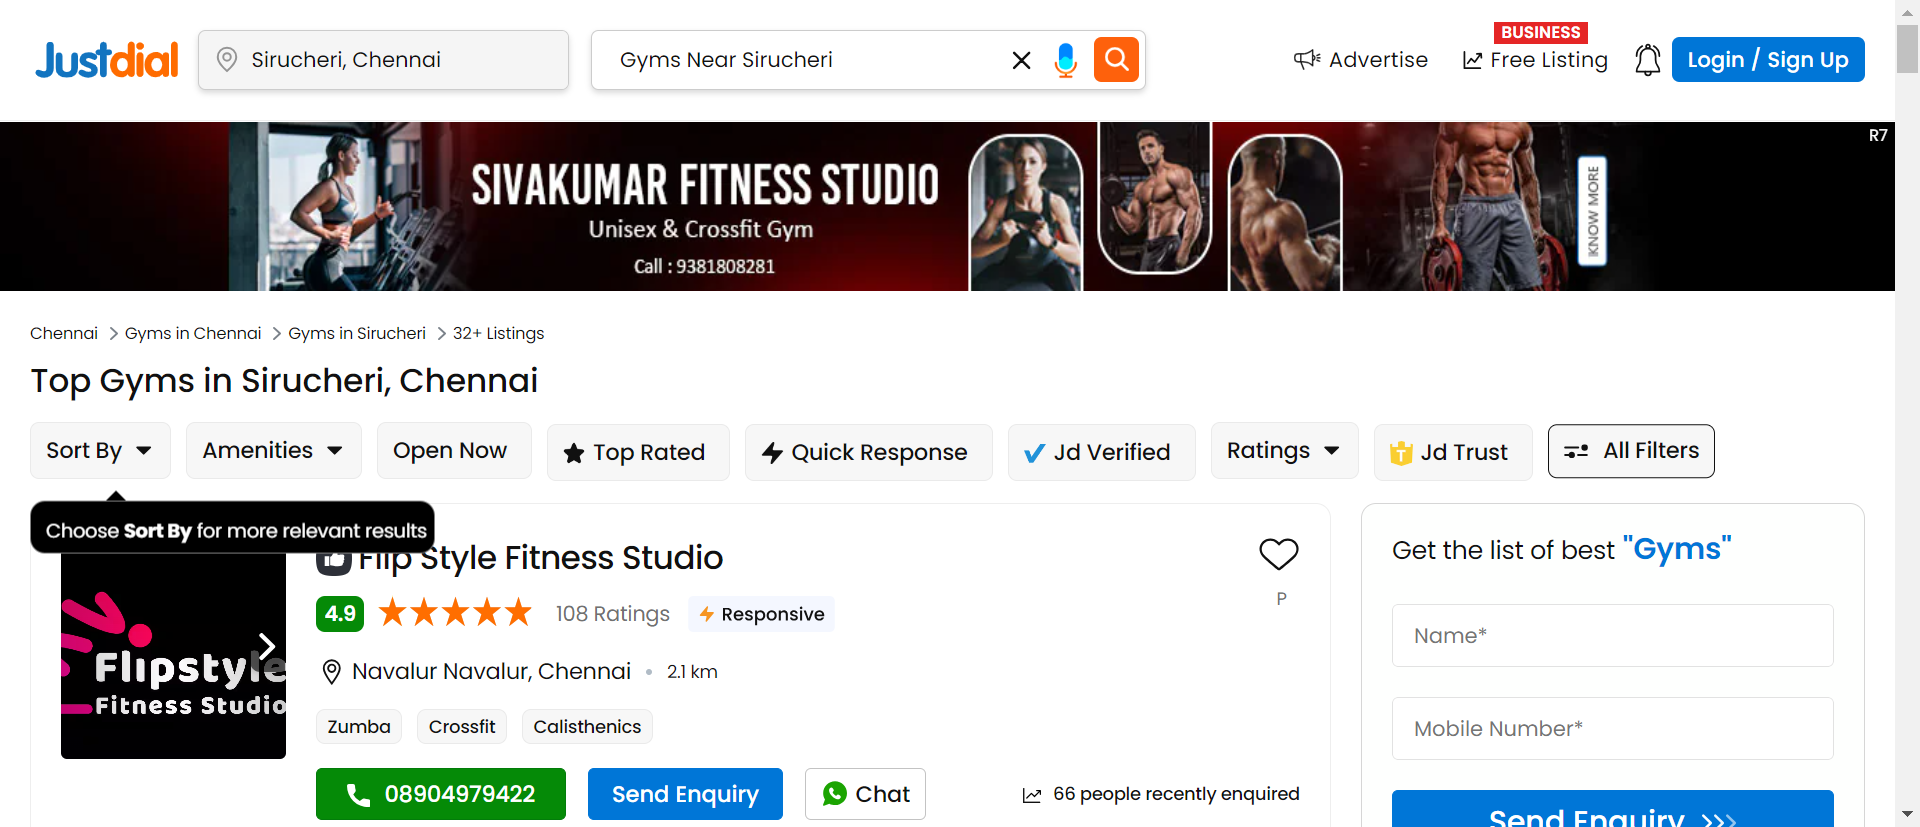 Justdial
Sirucheri, Chennai
Gyms Near Sirucheri
Advertise
BUSINESS
Free Listing
Login / Sign Up
R7
SIVAKUMAR FITNESS STUDIO
Unisex & Crossfit Gym
Call : 9381808281
KNOW MORE
Chennai > Gyms in Chennai > Gyms in Sirucheri > 32+ Listings
Top Gyms in Sirucheri, Chennai
Sort By
Amenities
Open Now
Top Rated
Quick Response
Jd Verified
Ratings
T Jd Trust
All Filters
Choose Sort By for more relevant results
Flip Style Fitness Studio
P
4.9
108 Ratings
Responsive
Navalur Navalur, Chennai • 2.1 km
Zumba
Crossfit
Calisthenics
08904979422
Send Enquiry
Chat
66 people recently enquired
Flipstyle
Fitness Studio
Get the list of best "Gyms"
Name*
Mobile Number*
Send Enquiry